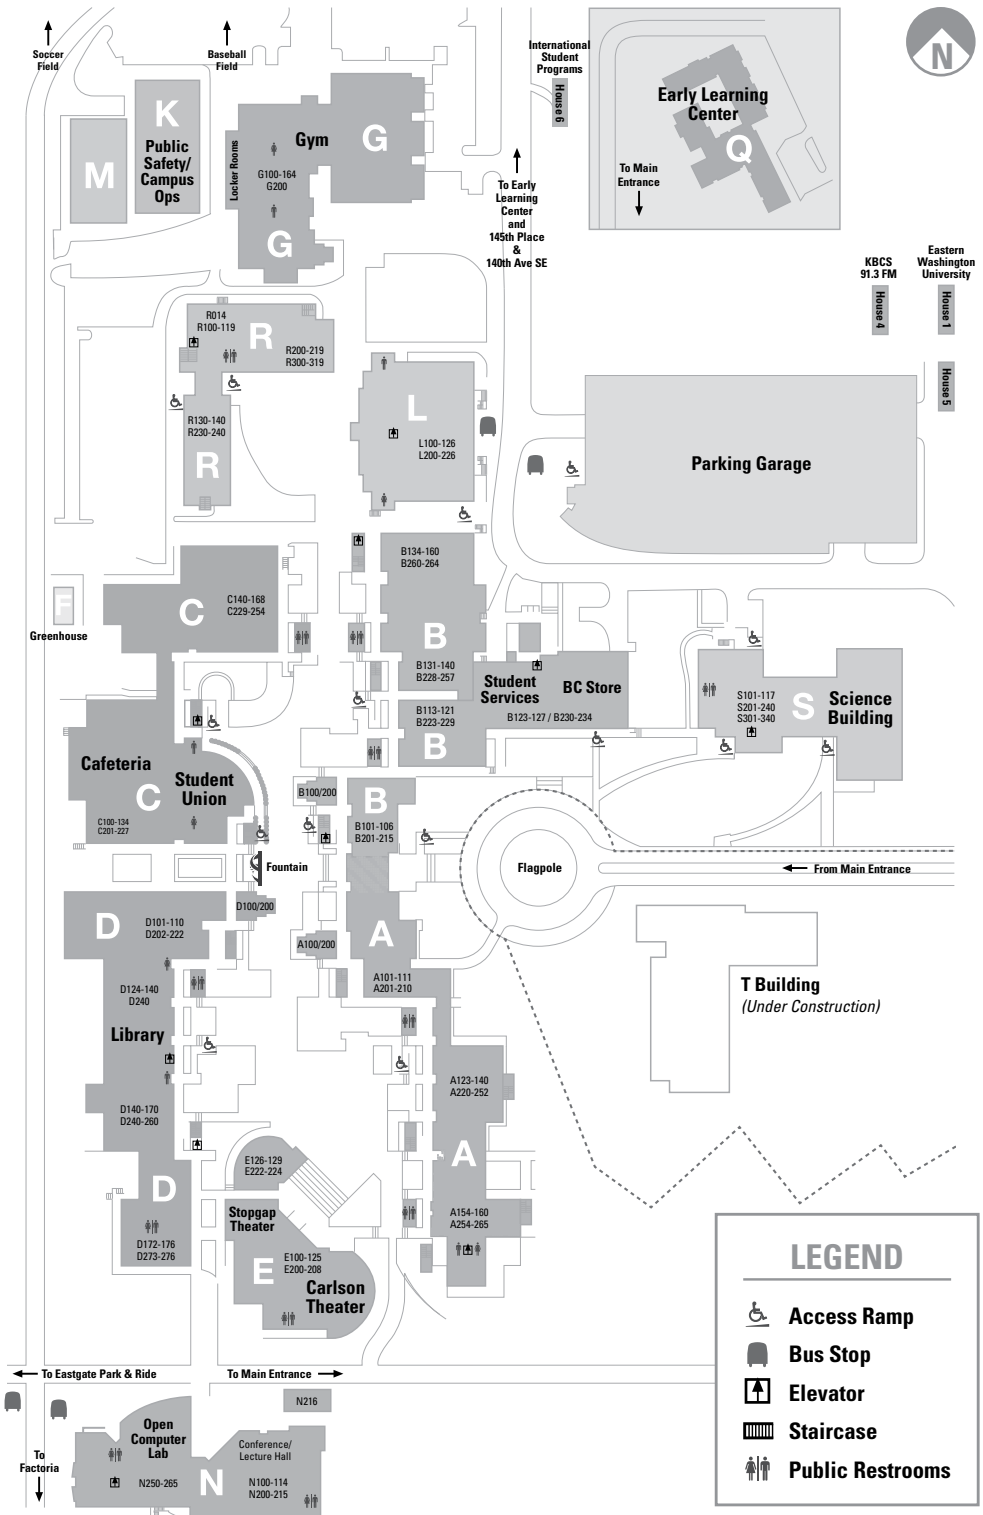 Soccer
Field
Baseball
Field
International
Student
Programs
House 6
N
K
Public
Safety/
Campus
Ops
M
Locker Rooms
Gym
G
G100-164
G200
G
Early Learning
Center
Q
To Main
Entrance
To Early
Learning
Center
and
145th Place
&
140th Ave SE
KBCS
91.3 FM
House 4
Eastern
Washington
University
House 1
House 5
R014
R100-119
R
R200-219
R300-319
R130-140
R230-240
R
L
L100-126
L200-226
Parking Garage
F
Greenhouse
C
C140-168
C229-254
B134-160
B260-264
B
B131-140
B228-257
Student
Services
BC Store
B113-121
B223-229
B123-127 / B230-234
B
S101-117
S201-240
S301-340
S
Science
Building
Cafeteria
C
Student
Union
C100-134
C201-227
B100/200
B
B101-106
B201-215
Fountain
Flagpole
From Main Entrance
D
D101-110
D202-222
D100/200
A100/200
A
A101-111
A201-210
D124-140
D240
Library
T Building
(Under Construction)
A123-140
A220-252
D140-170
D240-260
A
E126-129
E222-224
D
Stopgap
Theater
A154-160
A254-265
D172-176
D273-276
E
E100-125
E200-208
Carlson
Theater
To Eastgate Park & Ride
To Main Entrance
N216
To
Factoria
Open
Computer
Lab
N250-265
N
Conference/
Lecture Hall
N100-114
N200-215
LEGEND
Access Ramp
Bus Stop
Elevator
Staircase
Public Restrooms